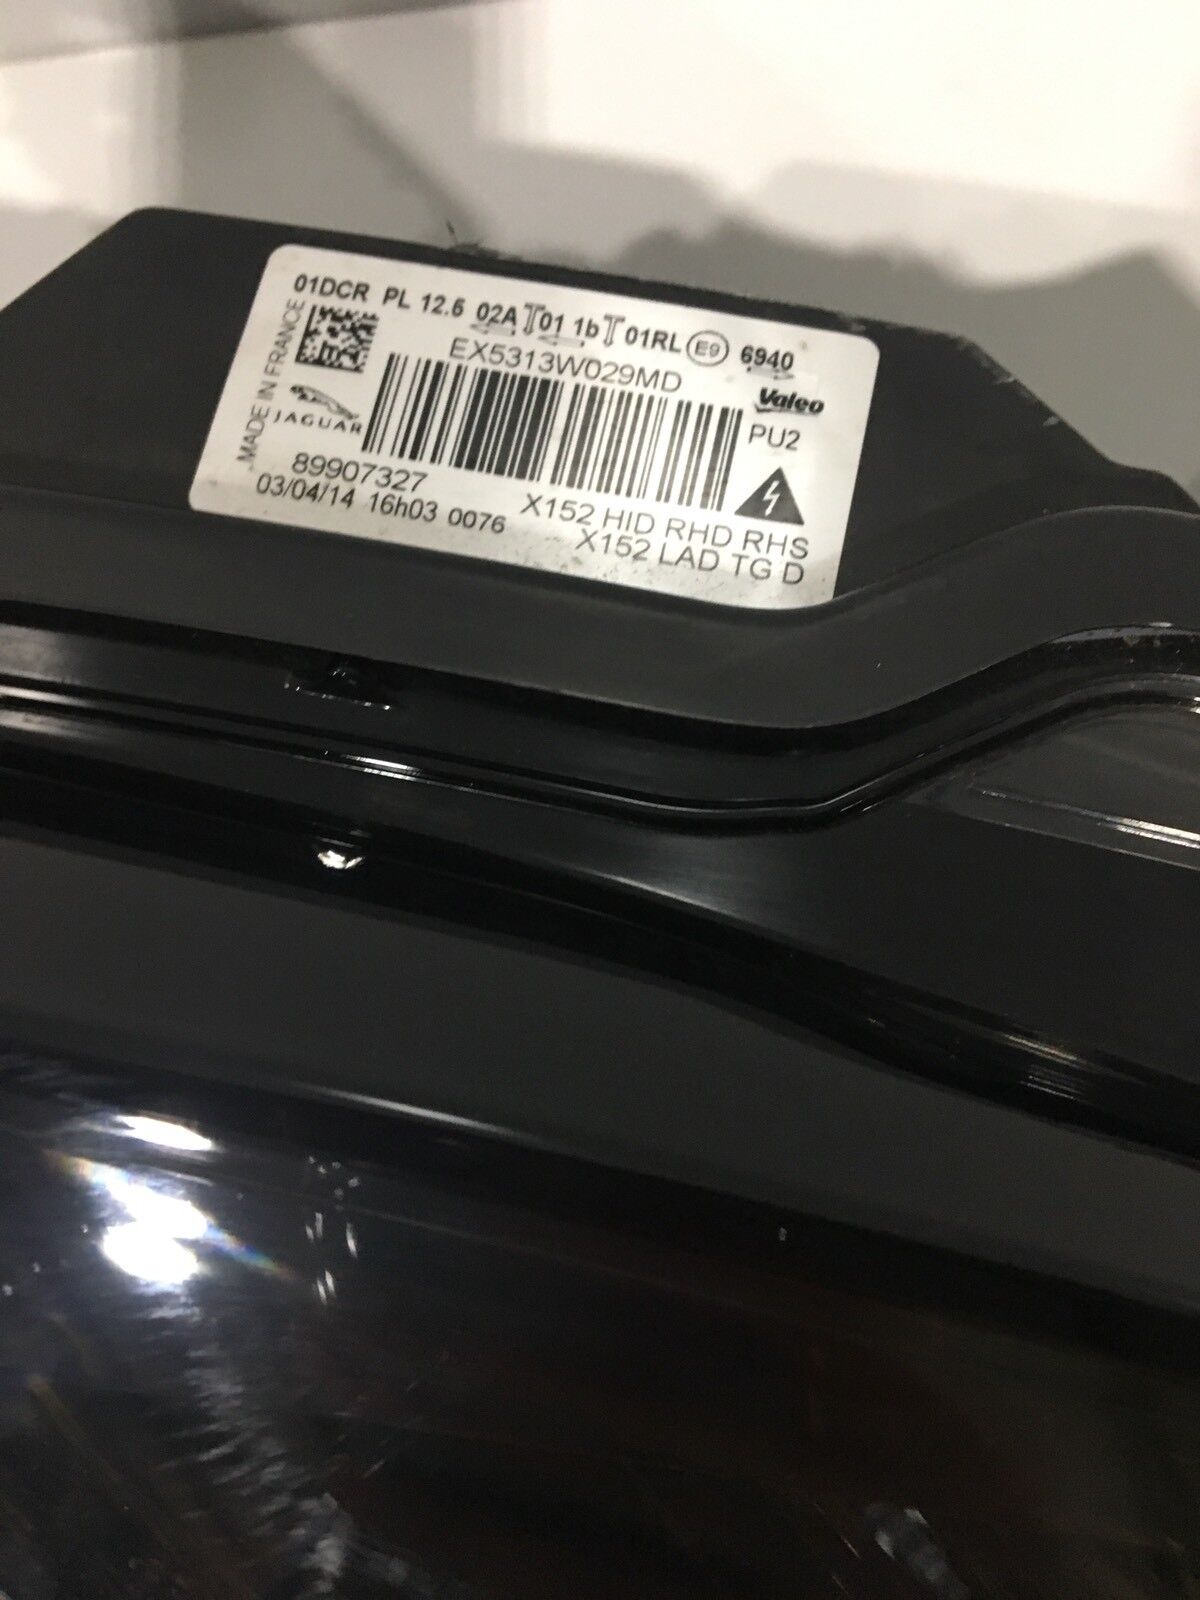 01DCR PL 12.5 02A 01 1b 01RL E9 6940
EX5313W029MD
MADE IN FRANCE
JAGUAR
Valeo
PU2
89907327
03/04/14 16h03 0076
X152 HID RHD RHS
X152 LAD TG D